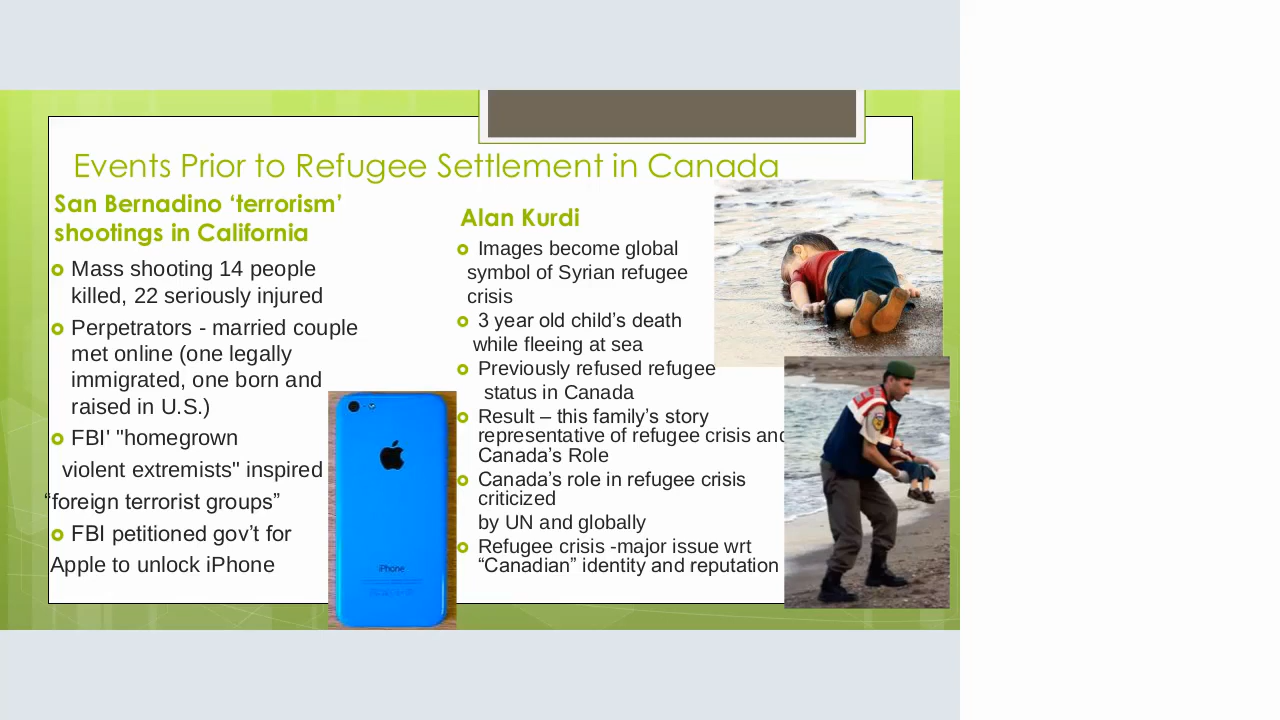 Events Prior to Refugee Settlement in Canada
San Bernadino ‘terrorism’
shootings in California
Mass shooting 14 people
killed, 22 seriously injured
Perpetrators - married couple
met online (one legally
immigrated, one born and
raised in U.S.)
FBI' "homegrown
violent extremists" inspired
“foreign terrorist groups”
FBI petitioned gov’t for
Apple to unlock iPhone
iPhone
Alan Kurdi
Images become global
symbol of Syrian refugee
crisis
3 year old child’s death
while fleeing at sea
Previously refused refugee
status in Canada
Result – this family’s story
representative of refugee crisis and
Canada’s Role
Canada’s role in refugee crisis
criticized
by UN and globally
Refugee crisis -major issue wrt
“Canadian” identity and reputation